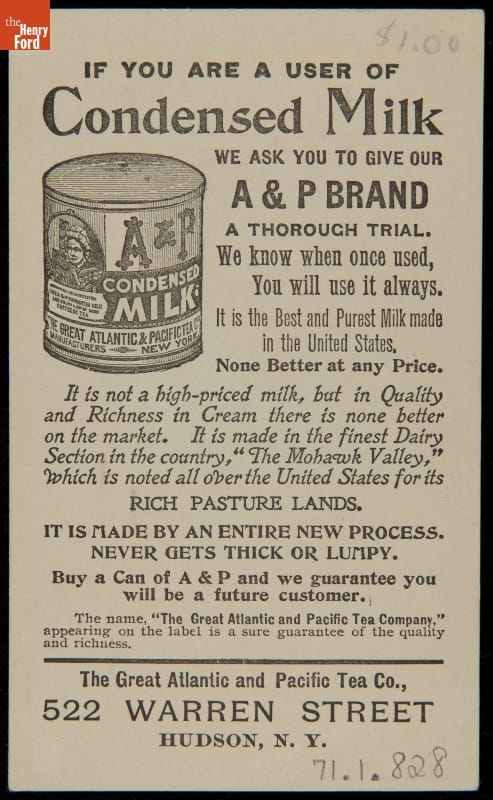 the
Henry
Ford
$1.00
IF YOU ARE A USER OF
Condensed Milk
WE ASK YOU TO GIVE OUR
A & P BRAND
A THOROUGH TRIAL.
We know when once used,
You will use it always.
It is the Best and Purest Milk made
in the United States,
None Better at any Price.
A & P
CONDENSED
MILK
THE GREAT ATLANTIC & PACIFIC TEA CO
MANUFACTURERS NEW YORK
It is not a high-priced milk, but in Quality
and Richness in Cream there is none better
on the market. It is made in the finest Dairy
Section in the country, "The Mohawk Valley,"
which is noted all over the United States for its
RICH PASTURE LANDS.
IT IS MADE BY AN ENTIRE NEW PROCESS.
NEVER GETS THICK OR LUMPY.
Buy a Can of A & P and we guarantee you
will be a future customer.
The name, "The Great Atlantic and Pacific Tea Company,"
appearing on the label is a sure guarantee of the quality
and richness.
The Great Atlantic and Pacific Tea Co.,
522 WARREN STREET
HUDSON, N. Y.
71.1.828